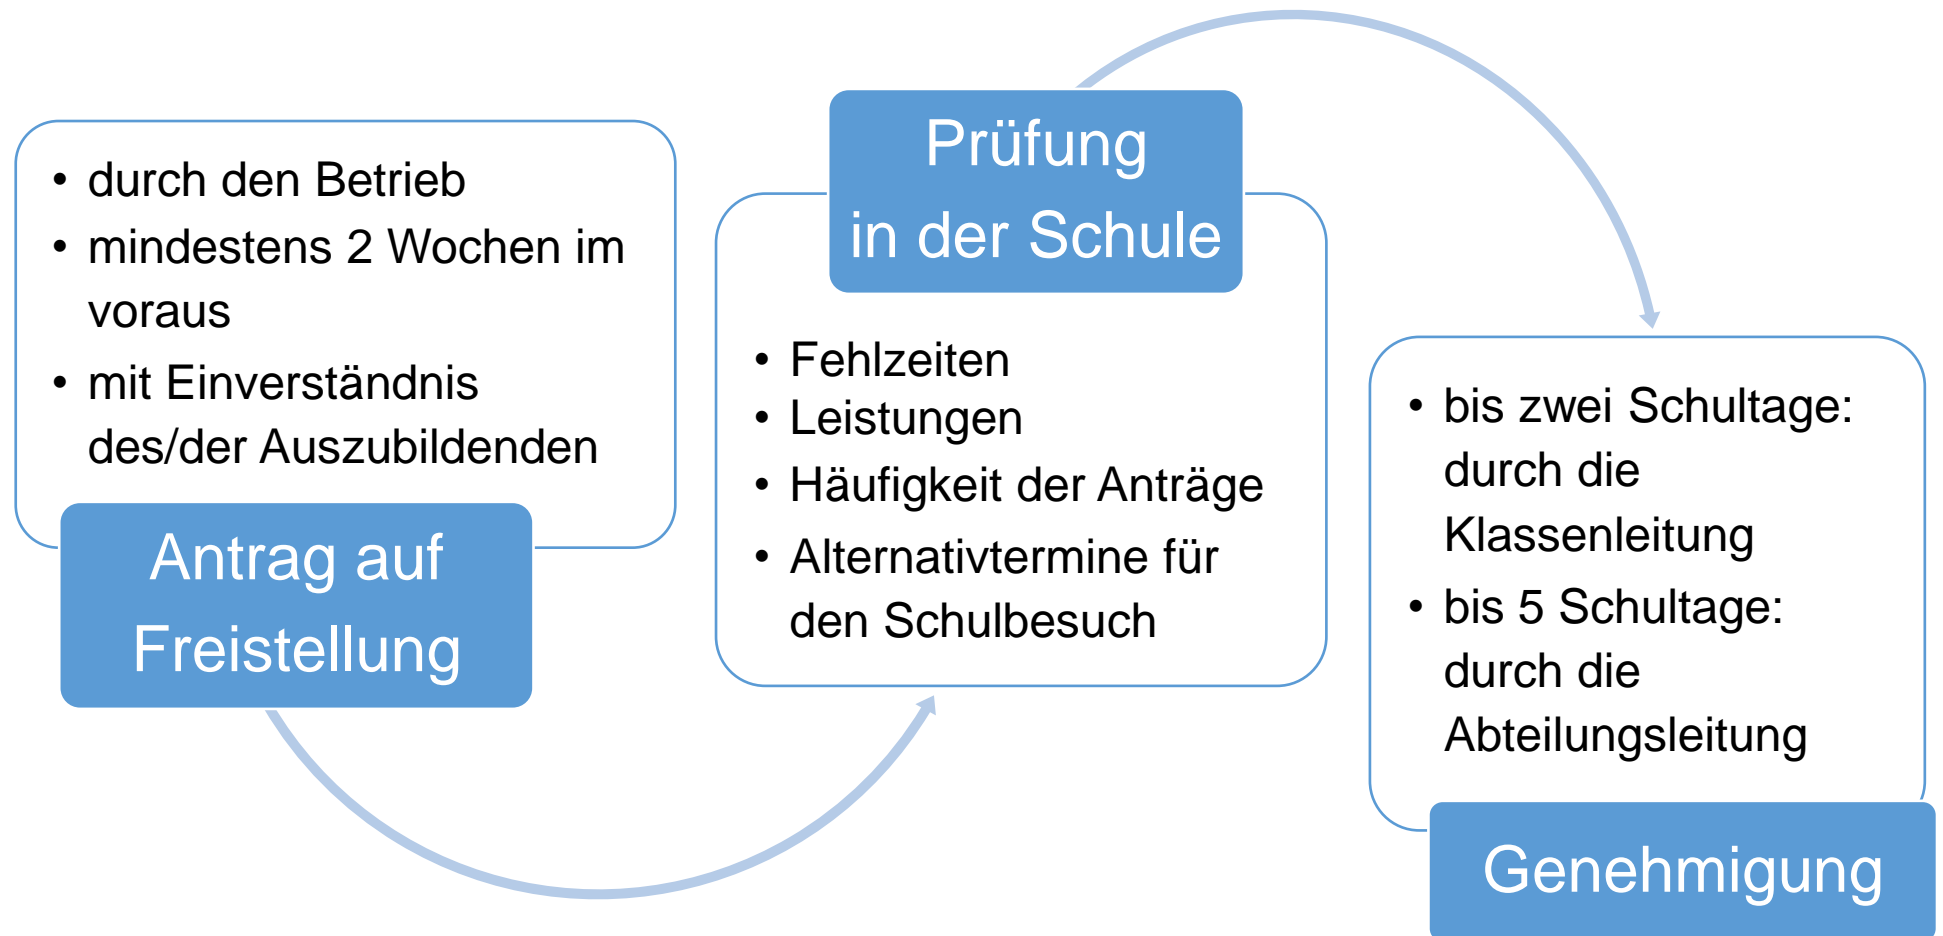 • durch den Betrieb
• mindestens 2 Wochen im
voraus
• mit Einverständnis
des/der Auszubildenden
Antrag auf
Freistellung
Prüfung
in der Schule
• Fehlzeiten
• Leistungen
• Häufigkeit der Anträge
• Alternativtermine für
den Schulbesuch
• bis zwei Schultage:
durch die
Klassenleitung
• bis 5 Schultage:
durch die
Abteilungsleitung
Genehmigung